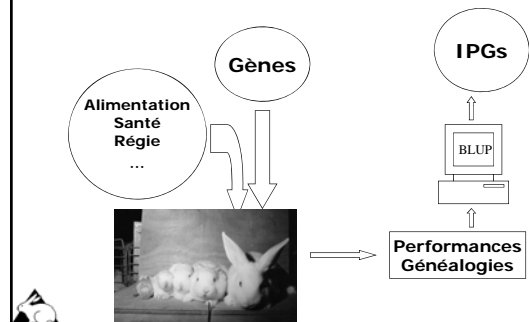 Gènes
IPGs
Alimentation
Santé
Régie
...
BLUP
Performances
Généalogies